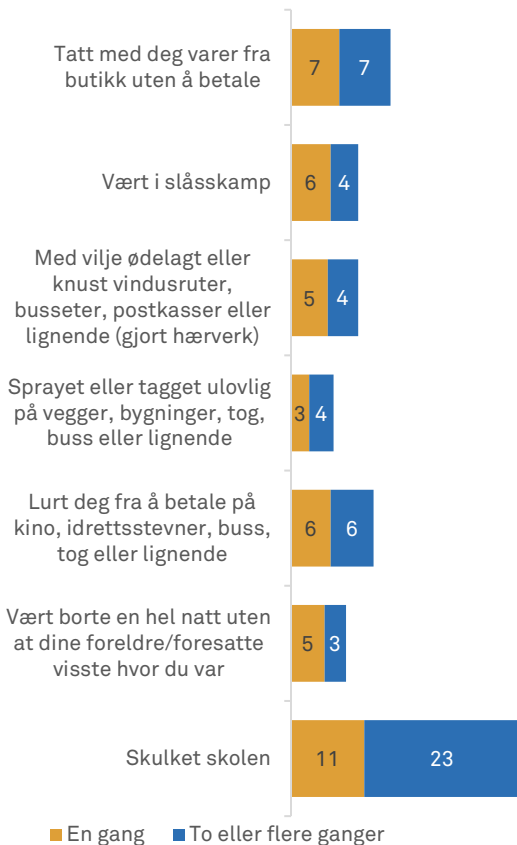 Tatt med deg varer fra
butikk uten å betale
7 7
Vært i slåsskamp
6 4
Med vilje ødelagt eller
knust vindusruter,
busseter, postkasser eller
lignende (gjort hærverk)
5 4
Sprayet eller tagget ulovlig
på vegger, bygninger, tog,
buss eller lignende
3 4
Lurt deg fra å betale på
kino, idrettsstevner, buss,
tog eller lignende
6 6
Vært borte en hel natt uten
at dine foreldre/foresatte
visste hvor du var
5 3
Skulket skolen
11 23
En gang To eller flere ganger